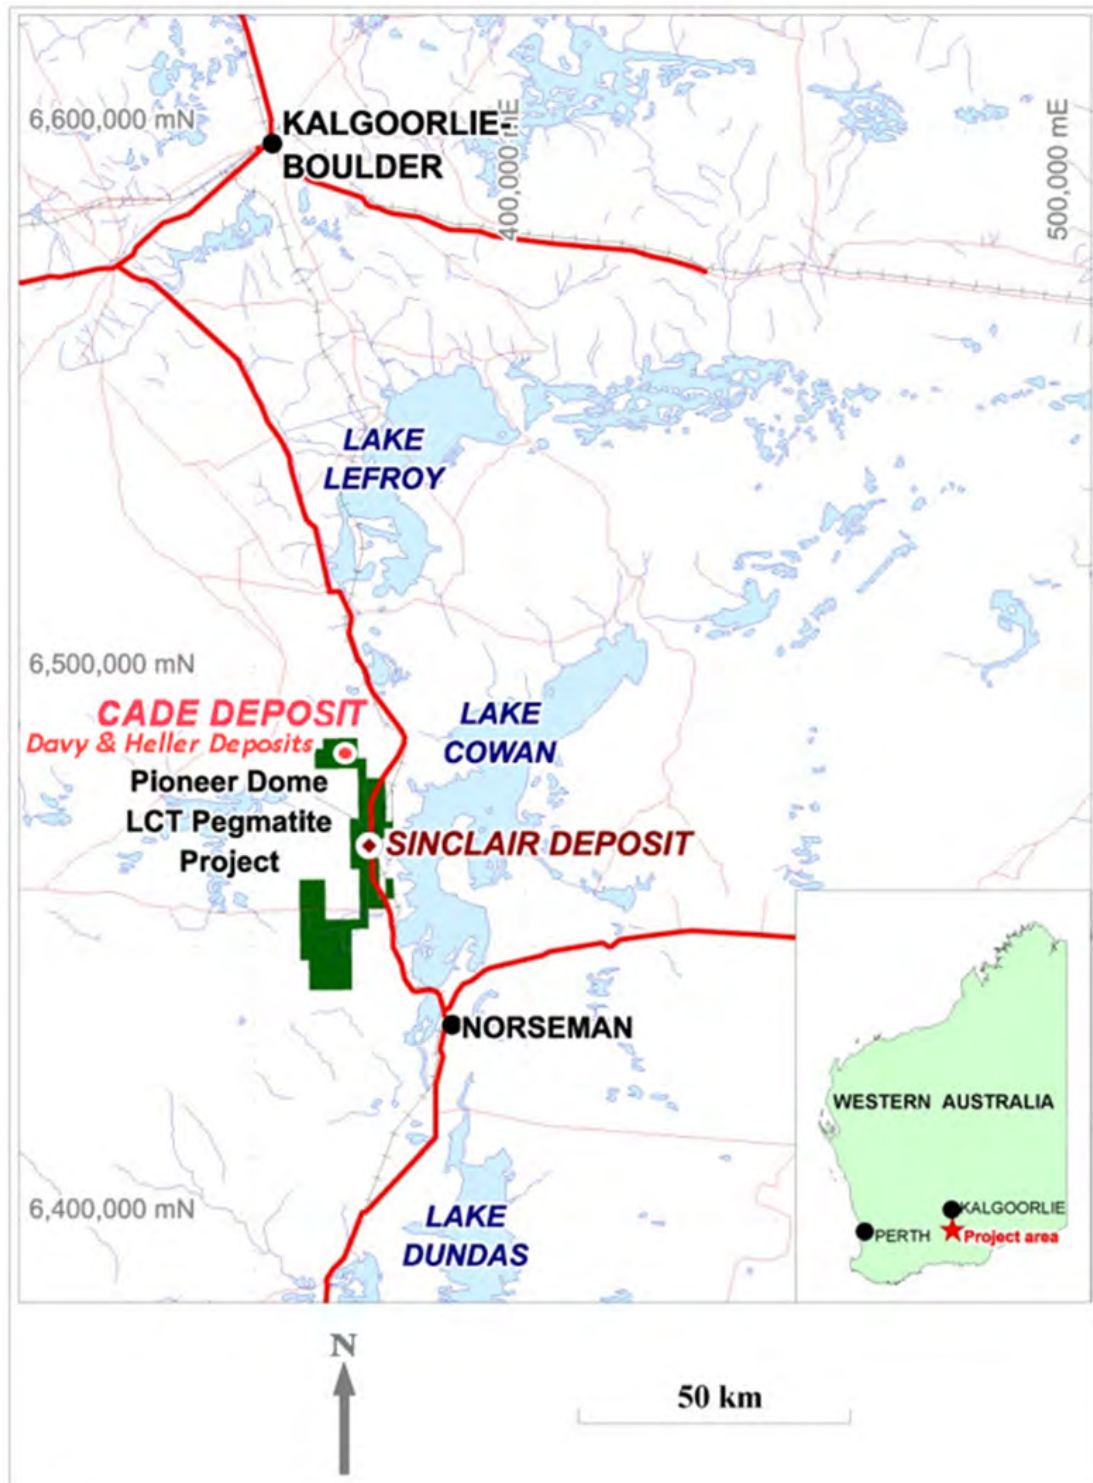 6,600,000 mN
KALGOORLIE-
BOULDER
400,000 mE
500,000 mE
LAKE
LEFROY
6,500,000 mN
CADE DEPOSIT
Davy & Heller Deposits
LAKE
COWAN
Pioneer Dome
LCT Pegmatite
Project
SINCLAIR DEPOSIT
NORSEMAN
WESTERN AUSTRALIA
6,400,000 mN
LAKE
DUNDAS
KALGOORLIE
PERTH
Project area
N
50 km